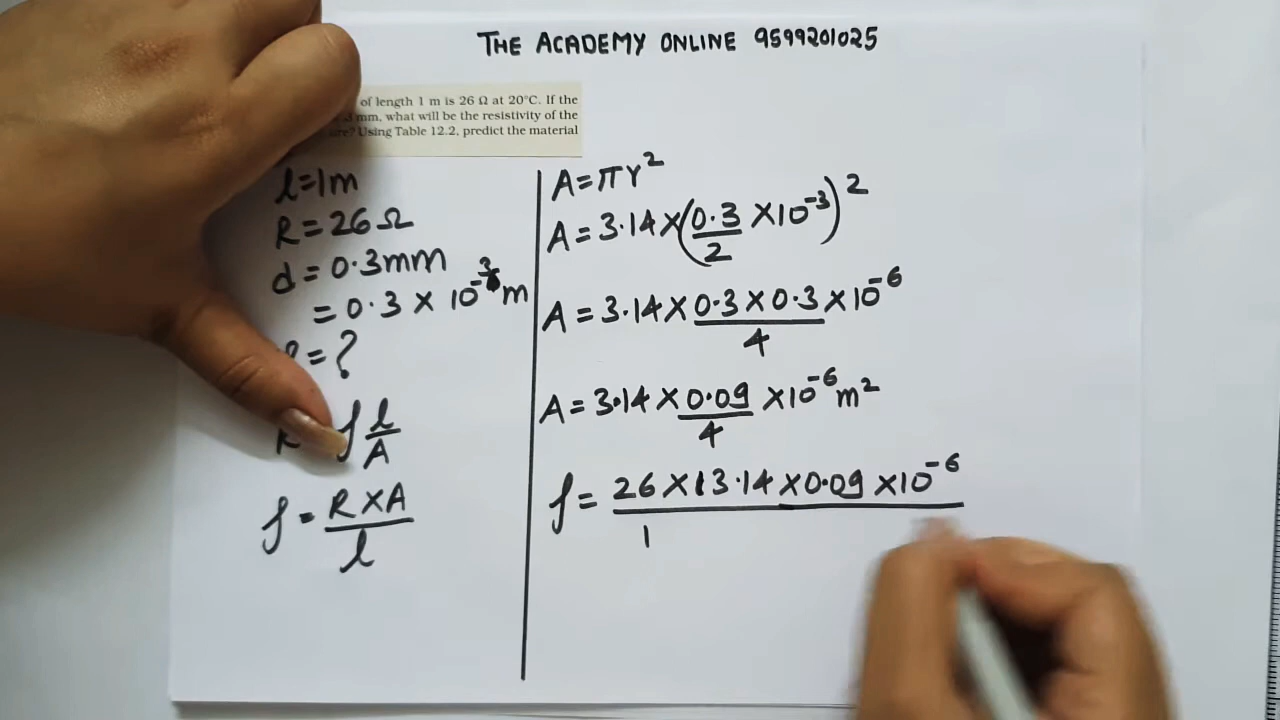 THE ACADEMY ONLINE 9599201025
of length 1 m is 26 Ω at 20°C. If the
mm, what will be the resistivity of the
Using Table 12.2, predict the material
l=1m
R=26Ω
d=0.3mm
=0.3×10⁻³m
=?
l/A
ρ=R×A/l
A=πr²
A=3.14×(0.3/2×10⁻³)²
A=3.14×0.3×0.3/4×10⁻⁶
A=3.14×0.09/4×10⁻⁶m²
ρ=26×13.14×0.09×10⁻⁶
1